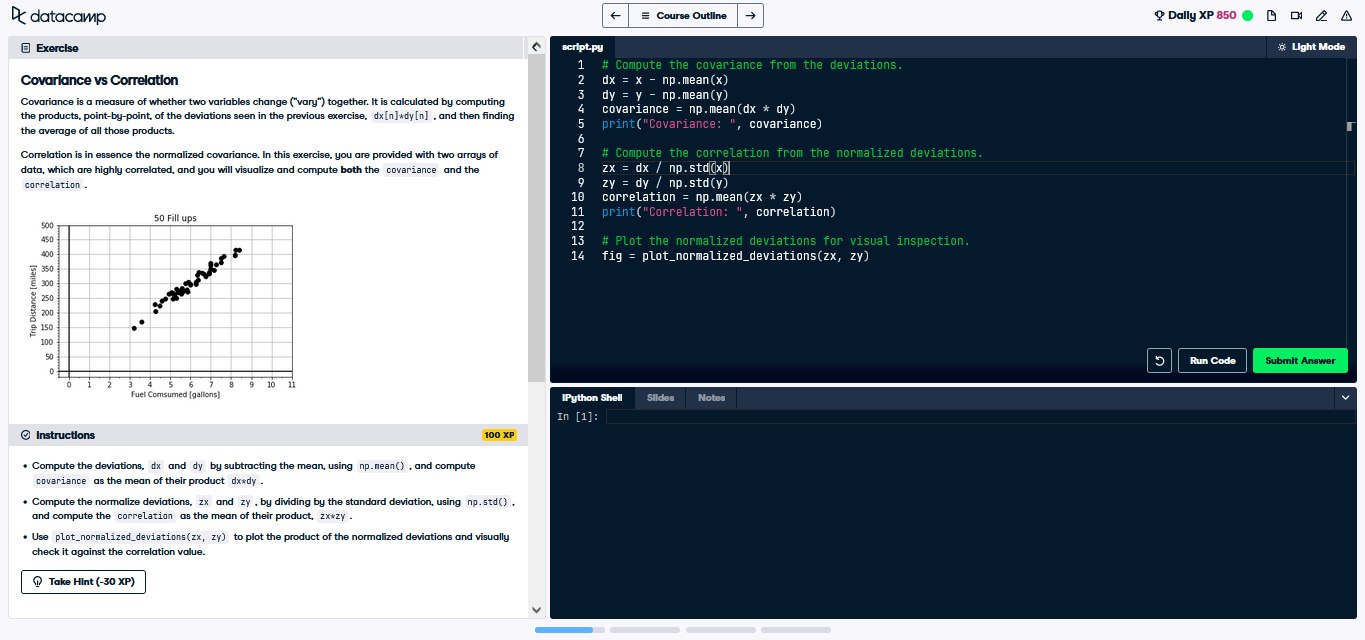 datacamp
Course Outline
Daily XP 850
Exercise
Covariance vs Correlation
Covariance is a measure of whether two variables change ("vary") together. It is calculated by computing
the products, point-by-point, of the deviations seen in the previous exercise, dx[n]*dy[n] , and then finding
the average of all those products.
Correlation is in essence the normalized covariance. In this exercise, you are provided with two arrays of
data, which are highly correlated, and you will visualize and compute both the covariance and the
correlation .
50 Fill ups
Trip Distance [miles]
500
450
400
350
300
250
200
150
100
50
0
0 1 2 3 4 5 6 7 8 9 10 11
Fuel Comsumed [gallons]
Instructions
100 XP
• Compute the deviations, dx and dy by subtracting the mean, using np.mean() , and compute
covariance as the mean of their product dx*dy .
• Compute the normalize deviations, zx and zy , by dividing by the standard deviation, using np.std() ,
and compute the correlation as the mean of their product, zx*zy .
• Use plot_normalized_deviations(zx, zy) to plot the product of the normalized deviations and visually
check it against the correlation value.
Take Hint (-30 XP)
script.py
Light Mode
1 # Compute the covariance from the deviations.
2 dx = x - np.mean(x)
3 dy = y - np.mean(y)
4 covariance = np.mean(dx * dy)
5 print("Covariance: ", covariance)
6
7 # Compute the correlation from the normalized deviations.
8 zx = dx / np.std(x)
9 zy = dy / np.std(y)
10 correlation = np.mean(zx * zy)
11 print("Correlation: ", correlation)
12
13 # Plot the normalized deviations for visual inspection.
14 fig = plot_normalized_deviations(zx, zy)
Run Code
Submit Answer
IPython Shell
Slides
Notes
In [1]: